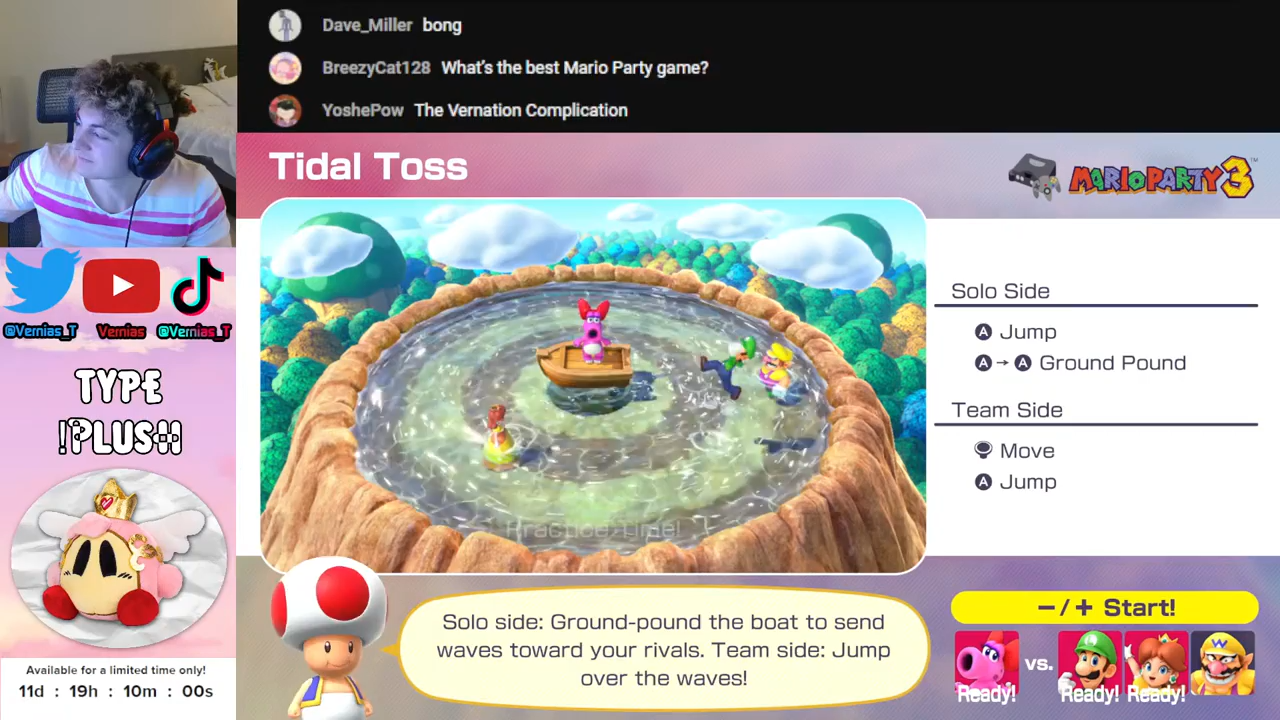 Dave_Miller bong
BreezyCat128 What's the best Mario Party game?
YoshePow The Vernation Complication
Tidal Toss
MARIO PARTY 3
TM
@Vernias_T
Vernias
@Vernias_T
TYPE
!PLUSH
Available for a limited time only!
11d : 19h : 10m : 00s
Practice Time!
Solo Side
A Jump
A → A Ground Pound
Team Side
Move
A Jump
Solo side: Ground-pound the boat to send
waves toward your rivals. Team side: Jump
over the waves!
−/+ Start!
vs.
Ready!
Ready!
Ready!